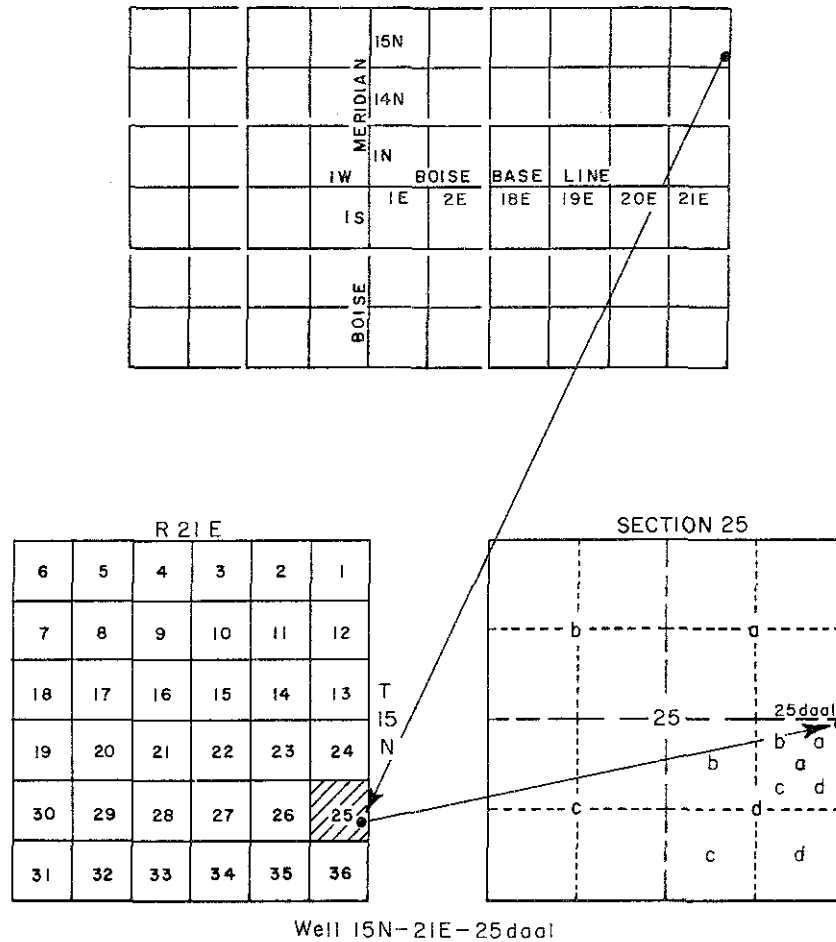 15N
14N
MERIDIAN
1N
1W BOISE BASE LINE
1E 2E 18E 19E 20E 21E
1S
BOISE
R 21 E
6 5 4 3 2 1
7 8 9 10 11 12
18 17 16 15 14 13
19 20 21 22 23 24
30 29 28 27 26 25
31 32 33 34 35 36
T
15
N
SECTION 25
b a
25 25daa1
b a
b a
c d
c d
c d
Well 15N-21E-25daa1